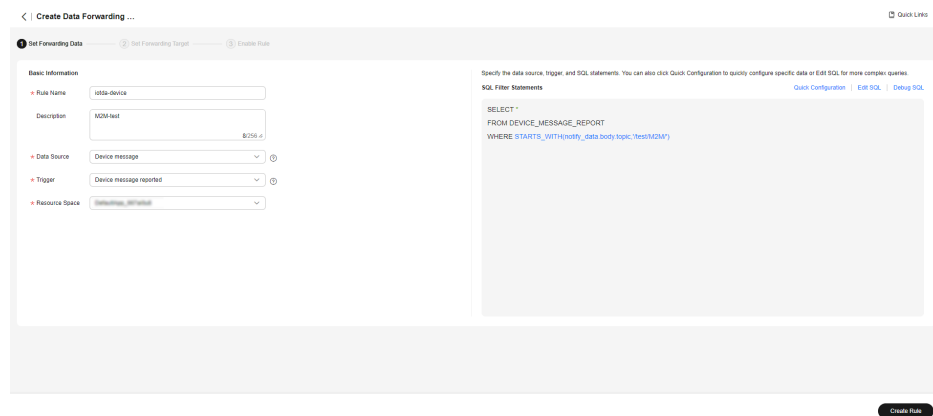 Create Data Forwarding ...
Quick Links
1 Set Forwarding Data
2 Set Forwarding Target
3 Enable Rule
Basic Information
* Rule Name
iotda-device
Description
M2M-test
8/256
* Data Source
Device message
* Trigger
Device message reported
* Resource Space
Specify the data source, trigger, and SQL statements. You can also click Quick Configuration to quickly configure specific data or Edit SQL for more complex queries.
SQL Filter Statements
Quick Configuration | Edit SQL | Debug SQL
SELECT *
FROM DEVICE_MESSAGE_REPORT
WHERE STARTS_WITH(notify_data.body.topic,'/test/M2M/')
Create Rule